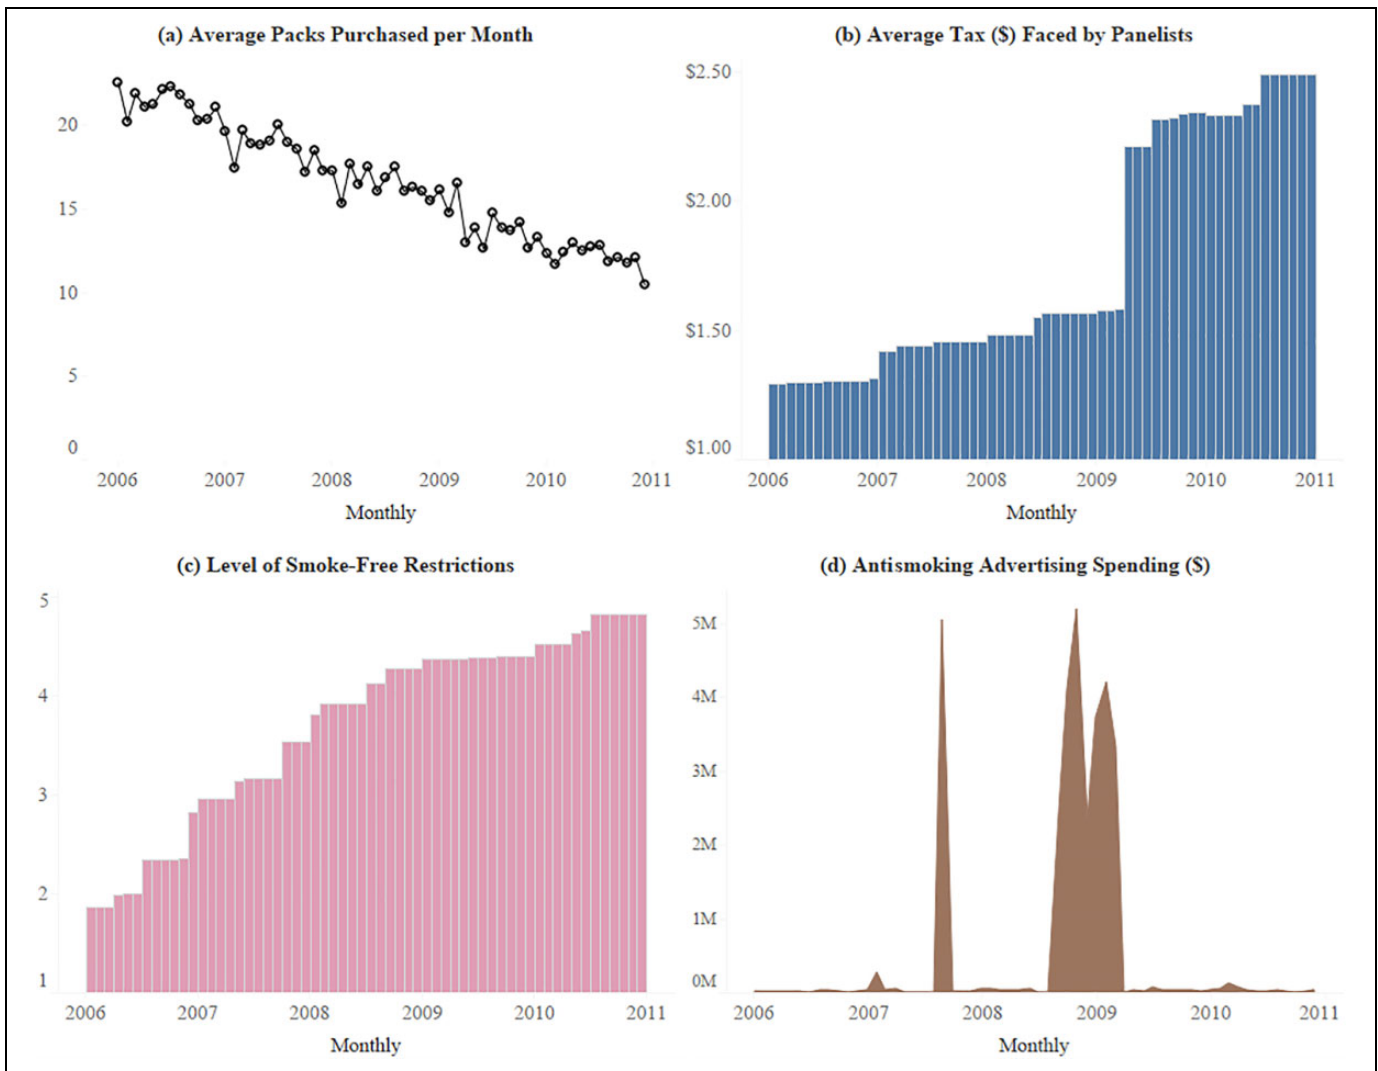 (a) Average Packs Purchased per Month
20
15
10
5
0
2006 2007 2008 2009 2010 2011
Monthly
(b) Average Tax ($) Faced by Panelists
$2.50
$2.00
$1.50
$1.00
2006 2007 2008 2009 2010 2011
Monthly
(c) Level of Smoke-Free Restrictions
5
4
3
2
1
2006 2007 2008 2009 2010 2011
Monthly
(d) Antismoking Advertising Spending ($)
5M
4M
3M
2M
1M
0M
2006 2007 2008 2009 2010 2011
Monthly